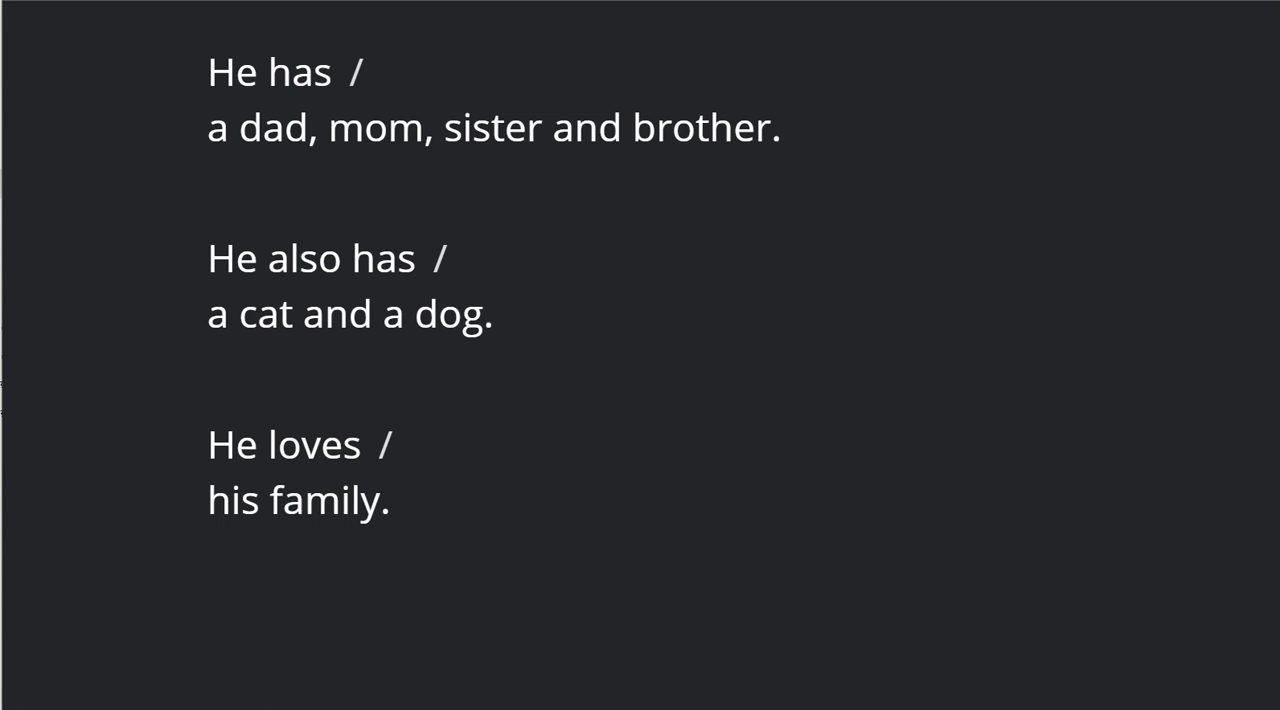 He has /
a dad, mom, sister and brother.
He also has /
a cat and a dog.
He loves /
his family.